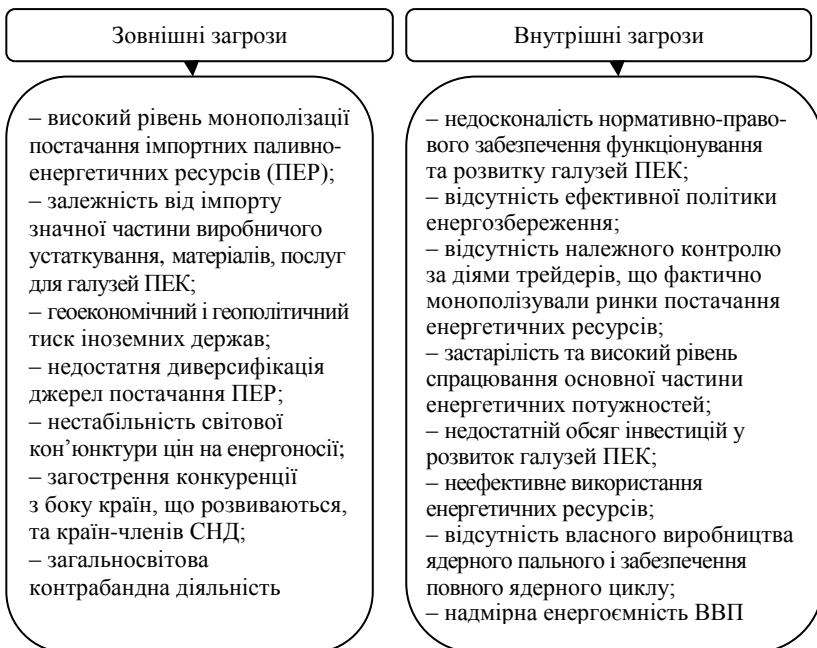 Зовнішні загрози
– високий рівень монополізації
постачання імпортних паливно-
енергетичних ресурсів (ПЕР);
– залежність від імпорту
значної частини виробничого
устаткування, матеріалів, послуг
для галузей ПЕК;
– геоекономічний і геополітичний
тиск іноземних держав;
– недостатня диверсифікація
джерел постачання ПЕР;
– нестабільність світової
кон’юнктури цін на енергоносії;
– загострення конкуренції
з боку країн, що розвиваються,
та країн-членів СНД;
– загальносвітова
контрабандна діяльність
Внутрішні загрози
– недосконалість нормативно-право-
вого забезпечення функціонування
та розвитку галузей ПЕК;
– відсутність ефективної політики
енергозбереження;
– відсутність належного контролю
за діями трейдерів, що фактично
монополізували ринки постачання
енергетичних ресурсів;
– застарілість та високий рівень
спрацювання основної частини
енергетичних потужностей;
– недостатній обсяг інвестицій у
розвиток галузей ПЕК;
– неефективне використання
енергетичних ресурсів;
– відсутність власного виробництва
ядерного пального і забезпечення
повного ядерного циклу;
– надмірна енергоємність ВВП